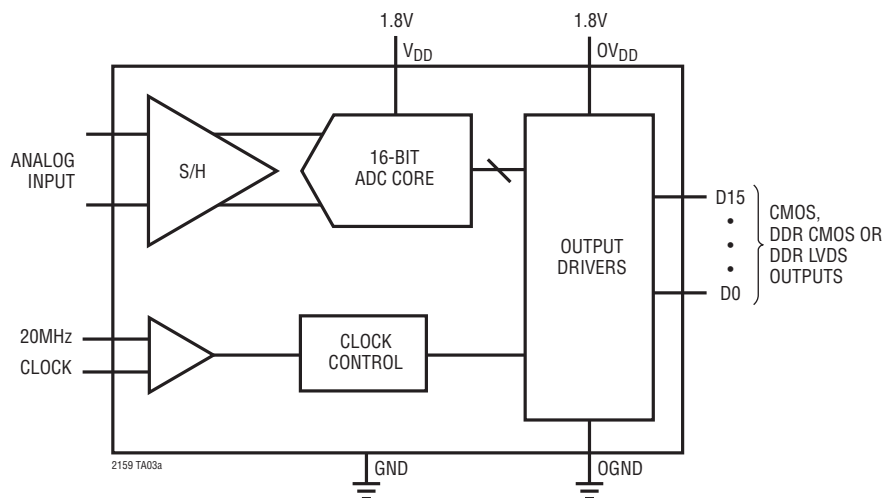 1.8V
1.8V
VDD
OVDD
ANALOG
INPUT
S/H
16-BIT
ADC CORE
OUTPUT
DRIVERS
D15
•
•
•
D0
CMOS,
DDR CMOS OR
DDR LVDS
OUTPUTS
20MHz
CLOCK
CLOCK
CONTROL
2159 TA03a
GND
OGND